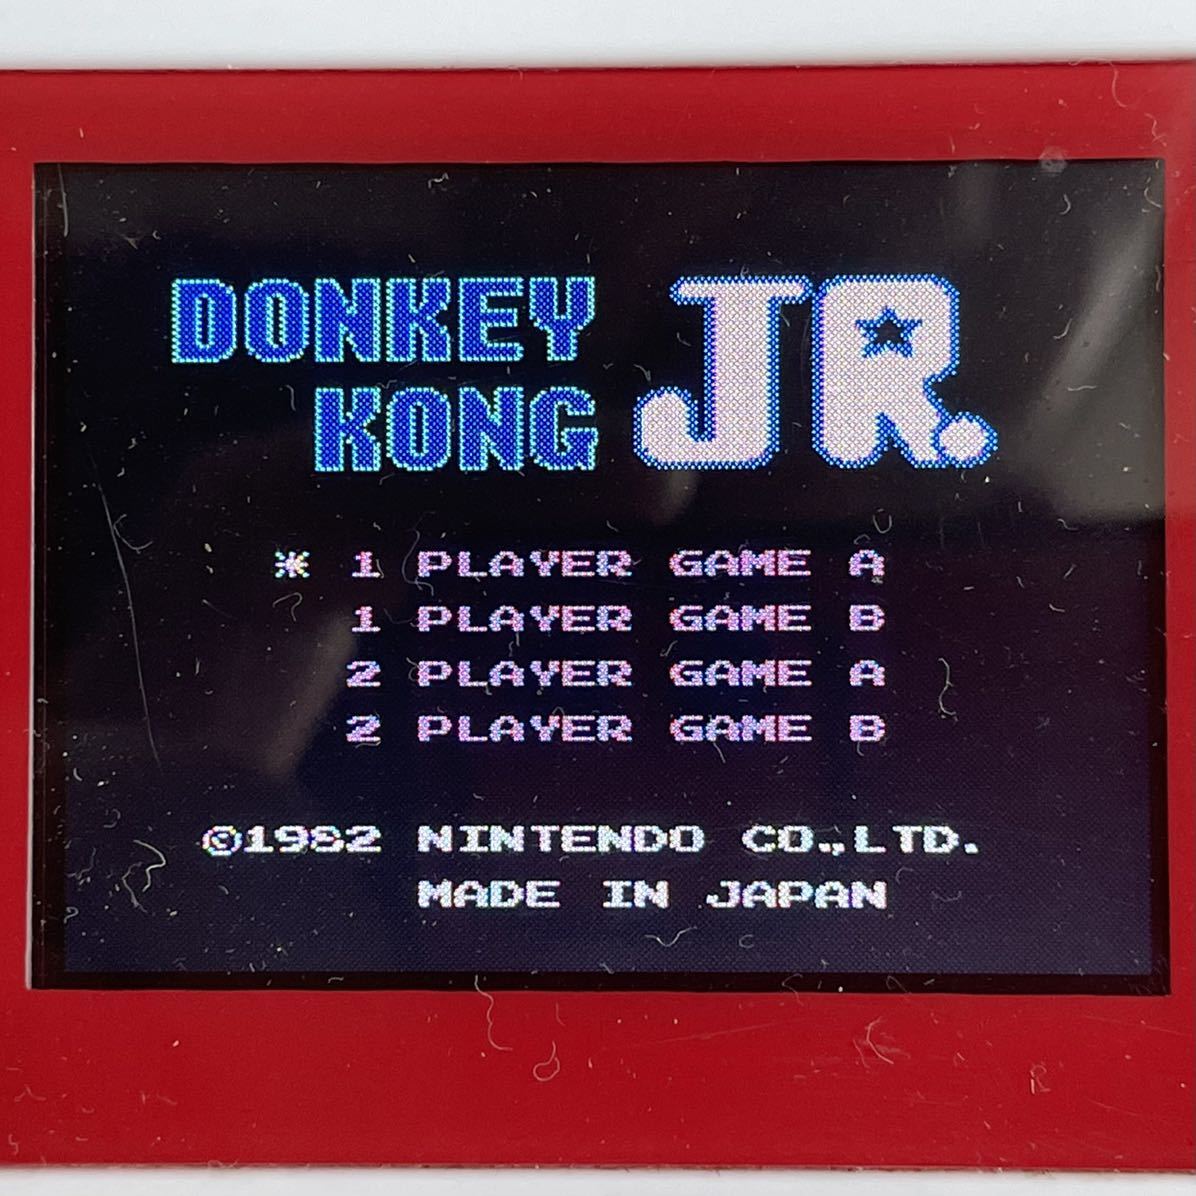 DONKEY
KONG
JR.
* 1 PLAYER GAME A
1 PLAYER GAME B
2 PLAYER GAME A
2 PLAYER GAME B
©1982 NINTENDO CO.,LTD.
MADE IN JAPAN